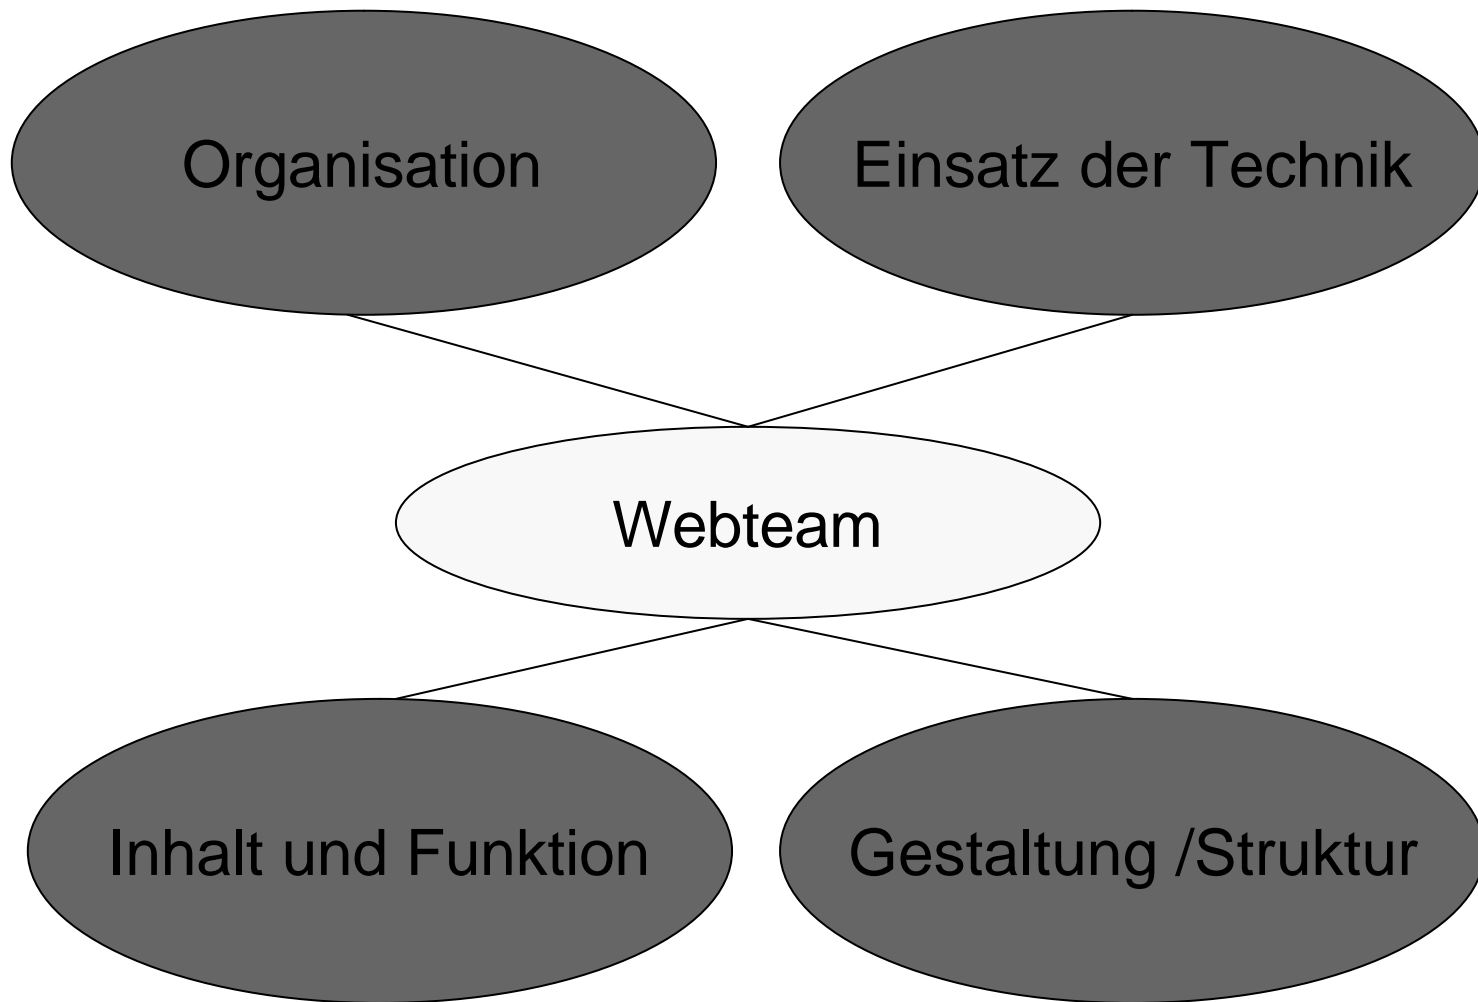 Organisation
Einsatz der Technik
Webteam
Inhalt und Funktion
Gestaltung /Struktur